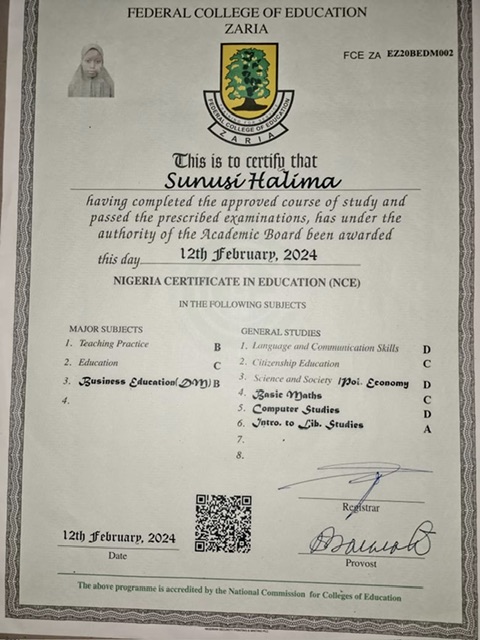 FEDERAL COLLEGE OF EDUCATION
ZARIA
FCE ZA EZ20BEDM002
FEDERAL COLLEGE OF EDUCATION
ZARIA
This is to certify that
Sunusi Halima
having completed the approved course of study and
passed the prescribed examinations, has under the
authority of the Academic Board been awarded
this day 12th February, 2024
NIGERIA CERTIFICATE IN EDUCATION (NCE)
IN THE FOLLOWING SUBJECTS
MAJOR SUBJECTS
1. Teaching Practice B
2. Education C
3. Business Education(DM) B
4.
GENERAL STUDIES
1. Language and Communication Skills D
2. Citizenship Education C
3. Science and Society /Pol. Economy D
4. Basic Maths C
5. Computer Studies D
6. Intro. to Lib. Studies A
7.
8.
Registrar
12th February, 2024
Date
Provost
The above programme is accredited by the National Commission for Colleges of Education